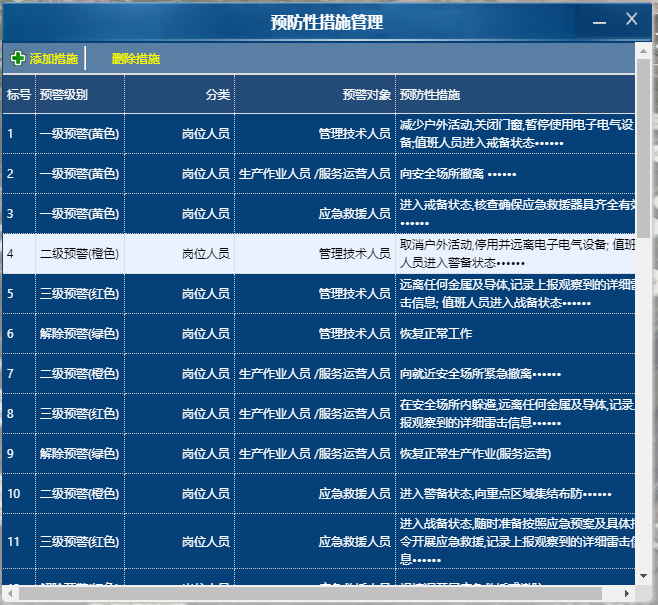 预防性措施管理
添加措施 删除措施
标号 预警级别 分类 预警对象 预防性措施
1 一级预警(黄色) 岗位人员 管理技术人员 减少户外活动,关闭门窗,暂停使用电子电气设
备;值班人员进入戒备状态••••••
2 一级预警(黄色) 岗位人员 生产作业人员 /服务运营人员 向安全场所撤离 ••••••
3 一级预警(黄色) 岗位人员 应急救援人员 进入戒备状态,核查确保应急救援器具齐全有效
••••••
4 二级预警(橙色) 岗位人员 管理技术人员 取消户外活动,停用并远离电子电气设备; 值班
人员进入警备状态••••••
5 三级预警(红色) 岗位人员 管理技术人员 远离任何金属及导体,记录上报观察到的详细雷
击信息; 值班人员进入战备状态••••••
6 解除预警(绿色) 岗位人员 管理技术人员 恢复正常工作
7 二级预警(橙色) 岗位人员 生产作业人员 /服务运营人员 向就近安全场所紧急撤离••••••
8 三级预警(红色) 岗位人员 生产作业人员 /服务运营人员 在安全场所内躲避,远离任何金属及导体,记录上
报观察到的详细雷击信息••••••
9 解除预警(绿色) 岗位人员 生产作业人员 /服务运营人员 恢复正常生产作业(服务运营)
10 二级预警(橙色) 岗位人员 应急救援人员 进入警备状态,向重点区域集结布防••••••
11 三级预警(红色) 岗位人员 应急救援人员 进入战备状态,随时准备按照应急预案及具体指
令开展应急救援,记录上报观察到的详细雷击信
息••••••